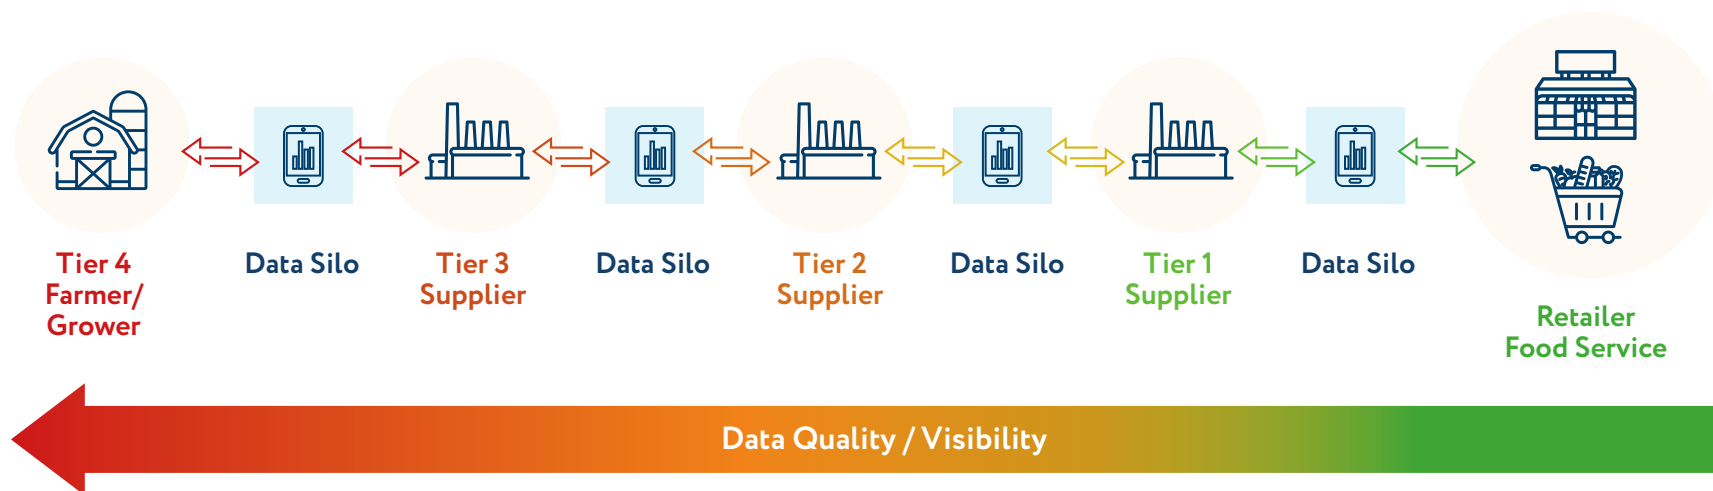 Tier 4
Farmer/
Grower
Data Silo
Tier 3
Supplier
Data Silo
Tier 2
Supplier
Data Silo
Tier 1
Supplier
Data Silo
Retailer
Food Service
Data Quality / Visibility